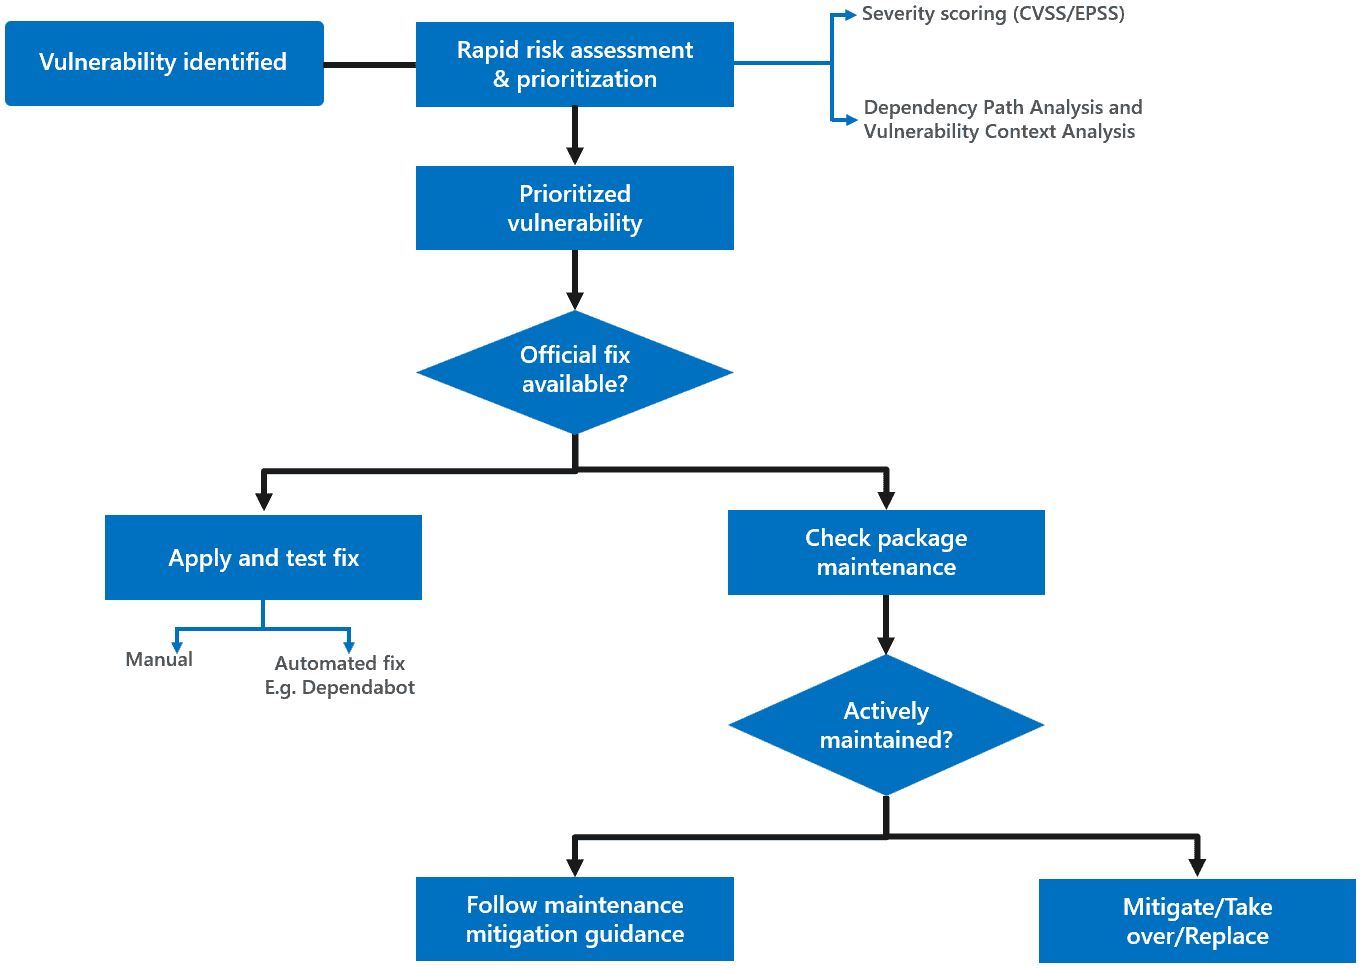 Vulnerability identified
Rapid risk assessment
& prioritization
Severity scoring (CVSS/EPSS)
Dependency Path Analysis and
Vulnerability Context Analysis
Prioritized
vulnerability
Official fix
available?
Apply and test fix
Manual
Automated fix
E.g. Dependabot
Check package
maintenance
Actively
maintained?
Follow maintenance
mitigation guidance
Mitigate/Take
over/Replace